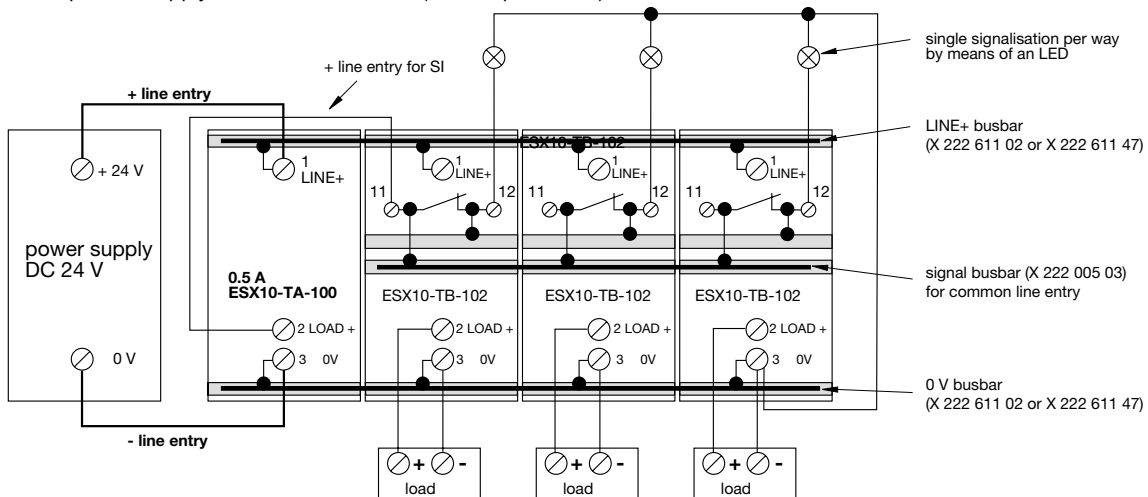 single signalisation per way
by means of an LED
+ line entry for SI
+ line entry
LINE+ busbar
(X 222 611 02 or X 222 611 47)
ESX10-TB-102
+ 24 V
1
LINE+
1
LINE+
1
LINE+
1
LINE+
11
12
11
12
11
12
power supply
DC 24 V
0.5 A
ESX10-TA-100
signal busbar (X 222 005 03)
for common line entry
ESX10-TB-102
ESX10-TB-102
ESX10-TB-102
2 LOAD +
2 LOAD +
2 LOAD +
2 LOAD +
0 V
3 0V
3 0V
3 0V
3 0V
0 V busbar
(X 222 611 02 or X 222 611 47)
- line entry
+ -
+ -
+ -
load
load
load